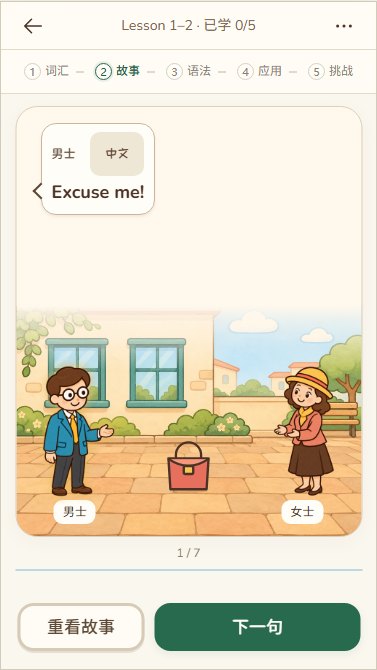 Lesson 1–2 · 已学 0/5
1 词汇
2 故事
3 语法
4 应用
5 挑战
男士 中文
Excuse me!
男士
女士
1 / 7
重看故事
下一句